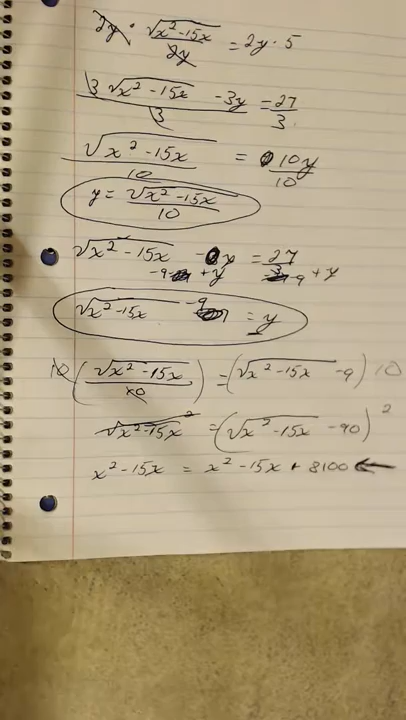 2y · √x²-15x / 2y = 2y · 5
3√x²-15x - 3y / 3 = 27 / 3
√x²-15x / 10 = 10y / 10
y = √x²-15x / 10
√x²-15x - y = 27 / 3
-9 + y -9 + y
√x²-15x -9 = y
10 ( √x²-15x / 10 ) = ( √x²-15x -9 ) 10
√x²-15x² = ( √x²-15x -90 )²
x²-15x = x²-15x + 8100 ←